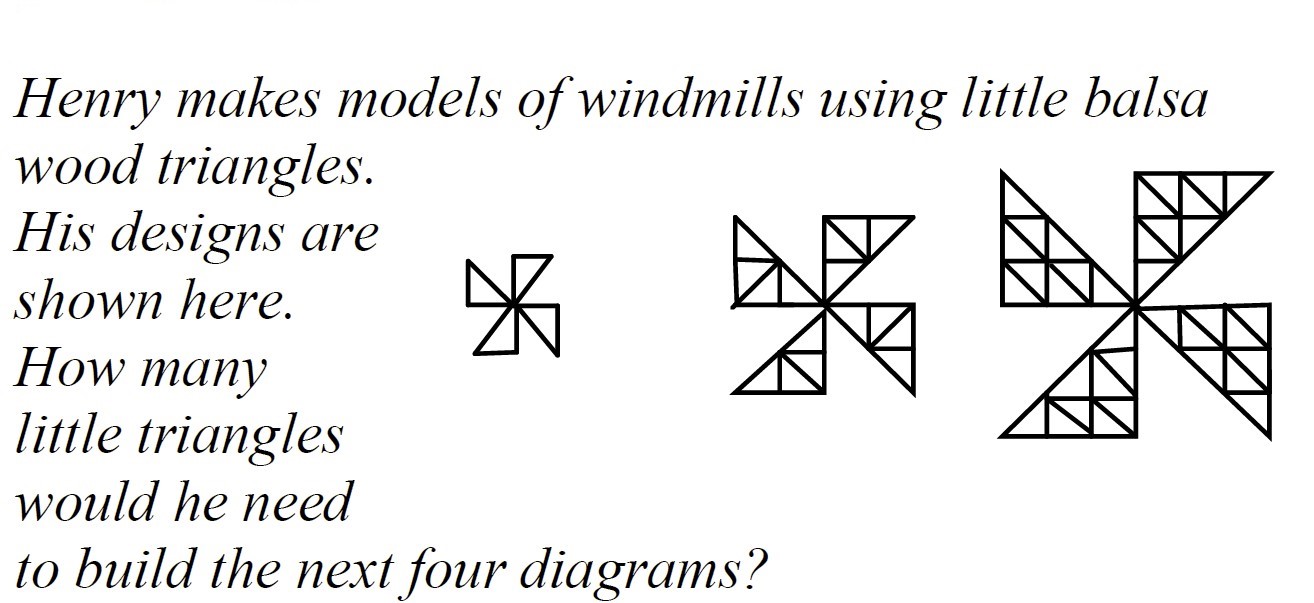 Henry makes models of windmills using little balsa
wood triangles.
His designs are
shown here.
How many
little triangles
would he need
to build the next four diagrams?